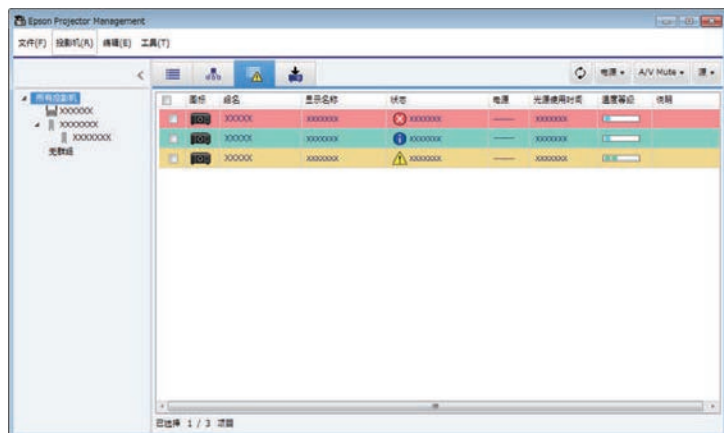 Epson Projector Management
文件(F) 投影机(R) 编辑(E) 工具(T)
电源 A/V Mute 源
所有投影机
XXXXXX
XXXXXXX
XXXXXXX
无群组
图标 组名 显示名称 状态 电源 光源使用时间 温度等级 说明
XXXXX XXXXXXX XXXXXXX ------ XXXXXXX
XXXXX XXXXXXX XXXXXXX ------ XXXXXXX
XXXXX XXXXXXX XXXXXXX ------ XXXXXXX
已选择 1 / 3 项目